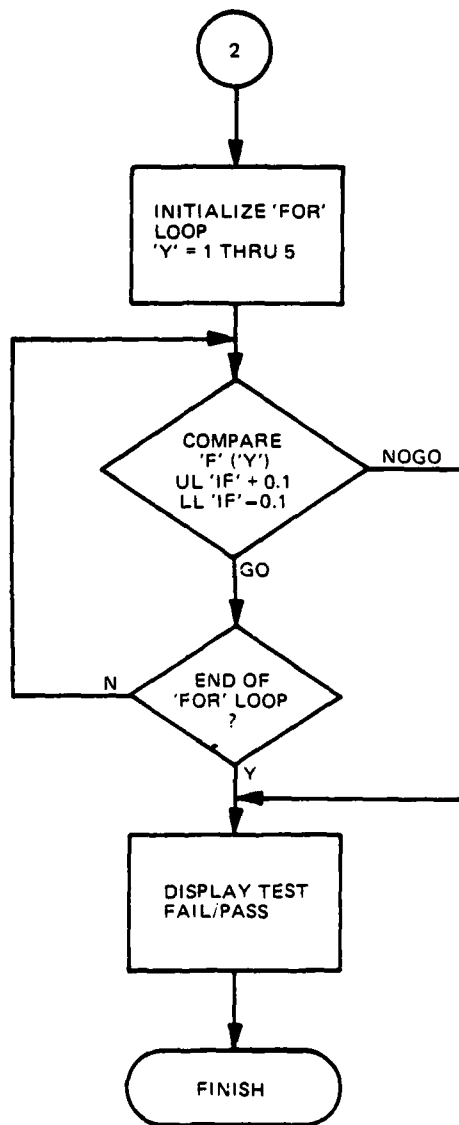 2
INITIALIZE 'FOR'
LOOP
'Y' = 1 THRU 5
COMPARE
'F' ('Y')
UL 'IF' + 0.1
LL 'IF' – 0.1
NOGO
GO
END OF
'FOR' LOOP
?
N
Y
DISPLAY TEST
FAIL/PASS
FINISH